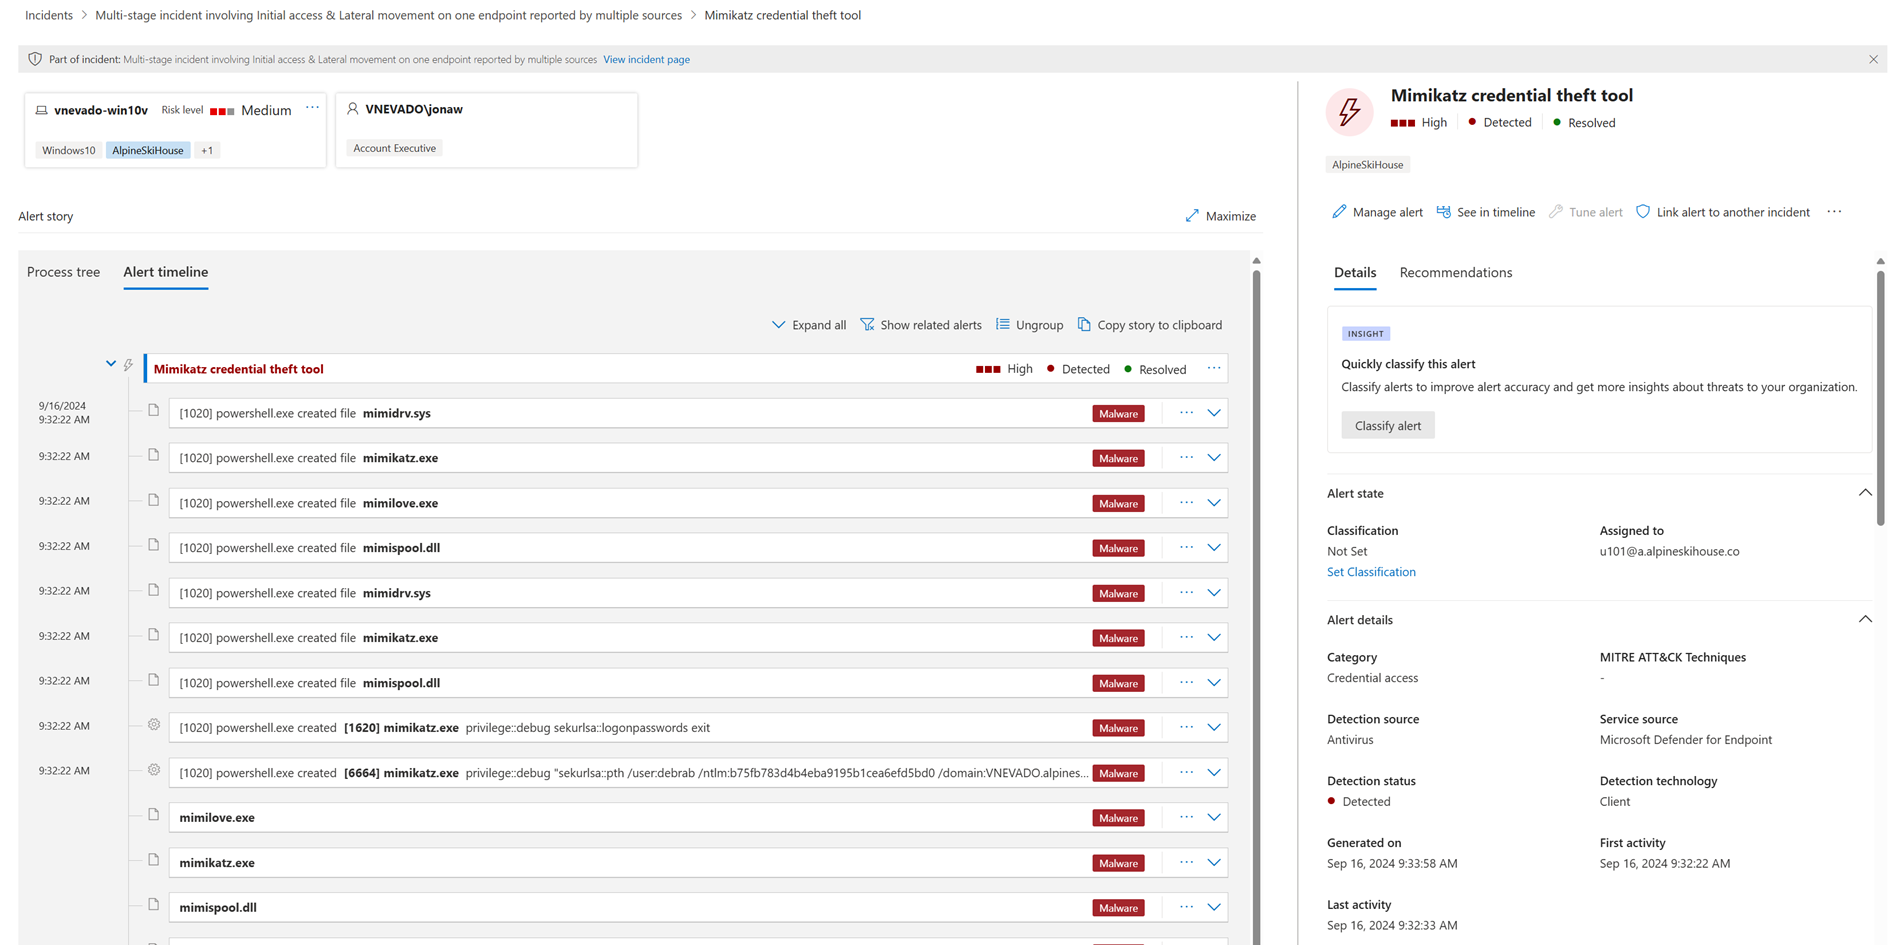 Incidents > Multi-stage incident involving Initial access & Lateral movement on one endpoint reported by multiple sources > Mimikatz credential theft tool
Part of incident: Multi-stage incident involving Initial access & Lateral movement on one endpoint reported by multiple sources View incident page
vnevado-win10v Risk level Medium ...
Windows10 AlpineSkiHouse +1
VNEVADO\jonaw
Account Executive
Alert story
Maximize
Process tree Alert timeline
Expand all Show related alerts Ungroup Copy story to clipboard
Mimikatz credential theft tool High Detected Resolved ...
9/16/2024
9:32:22 AM
[1020] powershell.exe created file mimidrv.sys Malware ...
9:32:22 AM [1020] powershell.exe created file mimikatz.exe Malware ...
9:32:22 AM [1020] powershell.exe created file mimilove.exe Malware ...
9:32:22 AM [1020] powershell.exe created file mimispool.dll Malware ...
9:32:22 AM [1020] powershell.exe created file mimidrv.sys Malware ...
9:32:22 AM [1020] powershell.exe created file mimikatz.exe Malware ...
9:32:22 AM [1020] powershell.exe created file mimispool.dll Malware ...
9:32:22 AM [1020] powershell.exe created [1620] mimikatz.exe privilege::debug sekurlsa::logonpasswords exit Malware ...
9:32:22 AM [1020] powershell.exe created [6664] mimikatz.exe privilege::debug "sekurlsa::pth /user:debrab /ntlm:b75fb783d4b4eba9195b1cea6efd5bd0 /domain:VNEVADO.alpines... Malware ...
mimilove.exe Malware ...
mimikatz.exe Malware ...
mimispool.dll Malware ...
Mimikatz credential theft tool
High Detected Resolved
AlpineSkiHouse
Manage alert See in timeline Tune alert Link alert to another incident ...
Details Recommendations
INSIGHT
Quickly classify this alert
Classify alerts to improve alert accuracy and get more insights about threats to your organization.
Classify alert
Alert state
Classification Assigned to
Not Set u101@a.alpineskihouse.co
Set Classification
Alert details
Category MITRE ATT&CK Techniques
Credential access -
Detection source Service source
Antivirus Microsoft Defender for Endpoint
Detection status Detection technology
Detected Client
Generated on First activity
Sep 16, 2024 9:33:58 AM Sep 16, 2024 9:32:22 AM
Last activity
Sep 16, 2024 9:32:33 AM